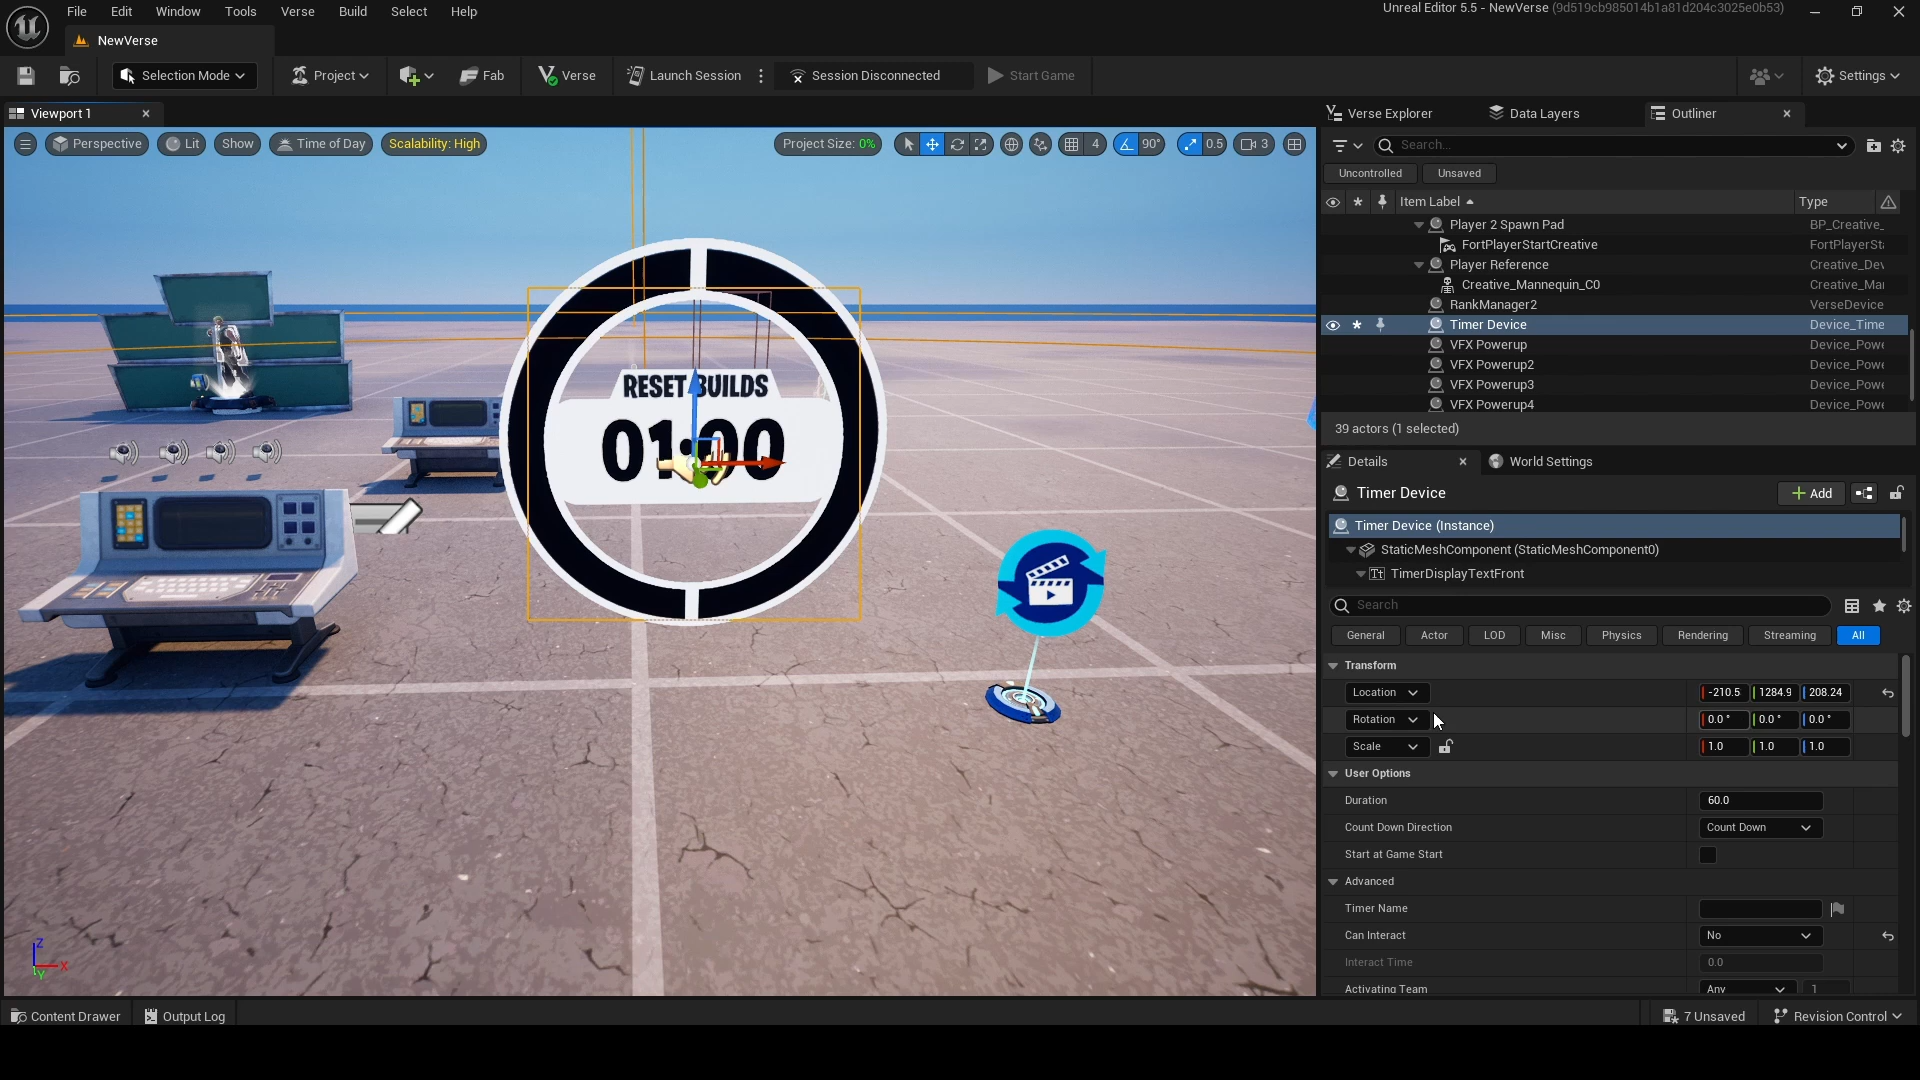 File Edit Window Tools Verse Build Select Help
Unreal Editor 5.5 - NewVerse (9d519cb985014b1a81d204c3025e0b53)
NewVerse
Selection Mode
Project
Fab
Verse
Launch Session
Session Disconnected
Start Game
Settings
Viewport 1
Perspective
Lit
Show
Time of Day
Scalability: High
Project Size: 0%
4
90°
0.5
3
RESET BUILDS
01:00
Z
X
Y
Verse Explorer
Data Layers
Outliner
Search...
Uncontrolled
Unsaved
Item Label
Type
Player 2 Spawn Pad BP_Creative_
FortPlayerStartCreative FortPlayerSta
Player Reference Creative_Dev
Creative_Mannequin_C0 Creative_Mar
RankManager2 VerseDevice
Timer Device Device_Time
VFX Powerup Device_Powe
VFX Powerup2 Device_Powe
VFX Powerup3 Device_Powe
VFX Powerup4 Device_Powe
39 actors (1 selected)
Details
World Settings
Timer Device
Add
Timer Device (Instance)
StaticMeshComponent (StaticMeshComponent0)
TimerDisplayTextFront
Search
General Actor LOD Misc Physics Rendering Streaming All
Transform
Location -210.5 1284.9 208.24
Rotation 0.0 ° 0.0 ° 0.0 °
Scale 1.0 1.0 1.0
User Options
Duration 60.0
Count Down Direction Count Down
Start at Game Start
Advanced
Timer Name
Can Interact No
Interact Time 0.0
Activating Team Any 1
Content Drawer
Output Log
7 Unsaved
Revision Control